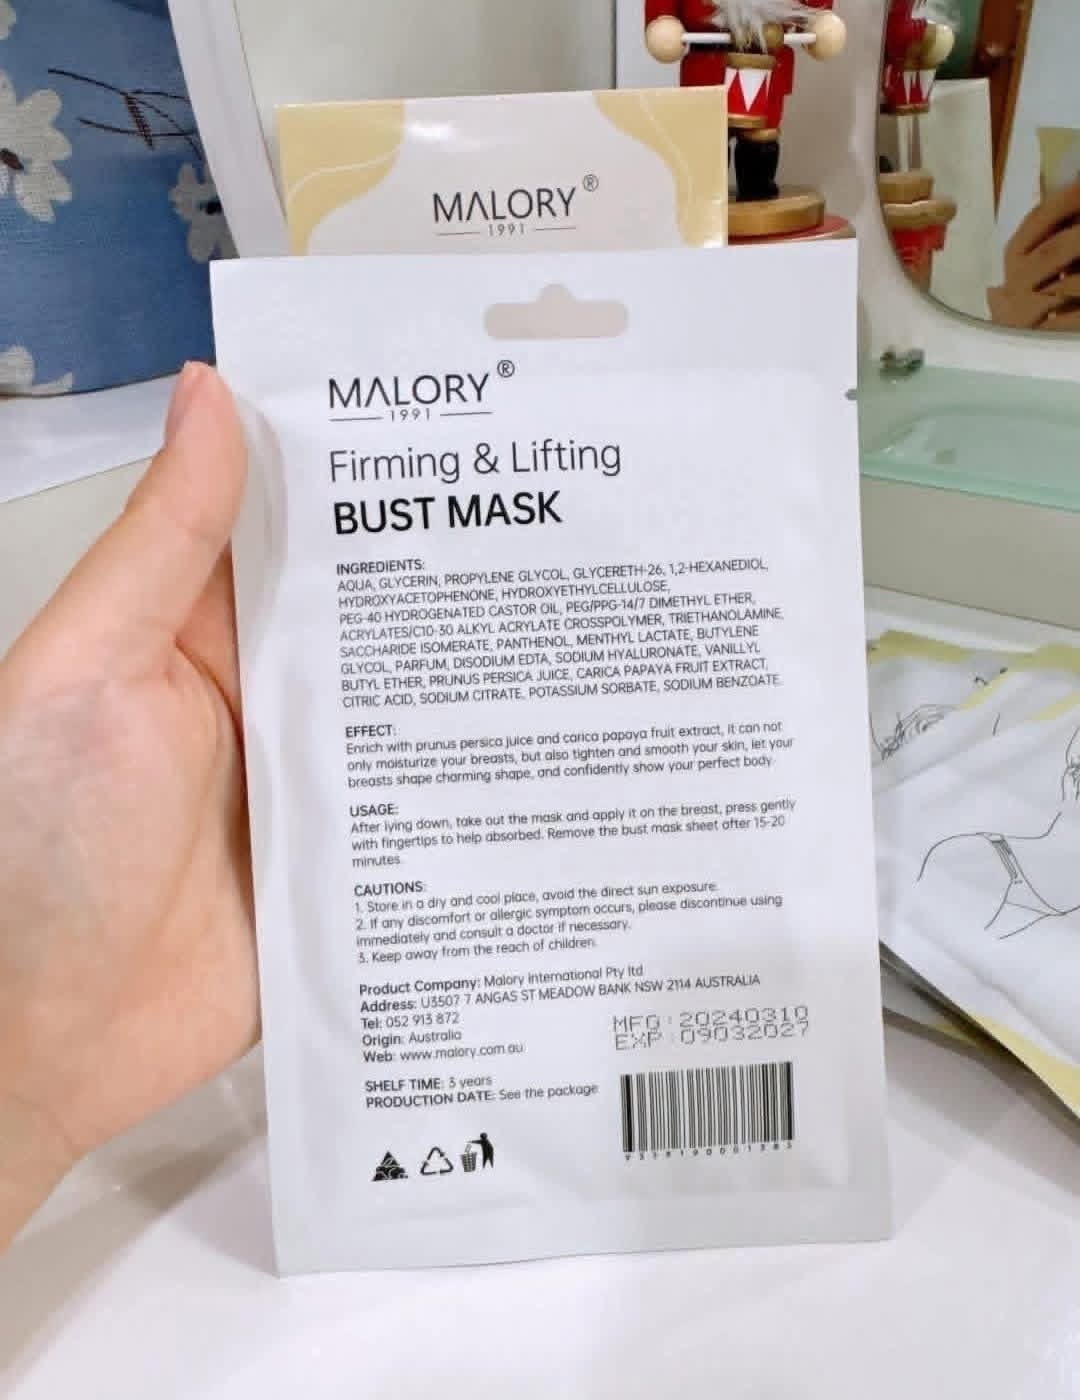 MALORY®
1991
MALORY®
1991
Firming & Lifting
BUST MASK
INGREDIENTS:
AQUA, GLYCERIN, PROPYLENE GLYCOL, GLYCERETH-26, 1,2-HEXANEDIOL,
HYDROXYACETOPHENONE, HYDROXYETHYLCELLULOSE,
PEG-40 HYDROGENATED CASTOR OIL, PEG/PPG-14/7 DIMETHYL ETHER,
ACRYLATES/C10-30 ALKYL ACRYLATE CROSSPOLYMER, TRIETHANOLAMINE,
SACCHARIDE ISOMERATE, PANTHENOL, MENTHYL LACTATE, BUTYLENE
GLYCOL, PARFUM, DISODIUM EDTA, SODIUM HYALURONATE, VANILLYL
BUTYL ETHER, PRUNUS PERSICA JUICE, CARICA PAPAYA FRUIT EXTRACT,
CITRIC ACID, SODIUM CITRATE, POTASSIUM SORBATE, SODIUM BENZOATE.
EFFECT:
Enrich with prunus persica juice and carica papaya fruit extract, it can not
only moisturize your breasts, but also tighten and smooth your skin, let your
breasts shape charming shape, and confidently show your perfect body
USAGE:
After lying down, take out the mask and apply it on the breast, press gently
with fingertips to help absorbed. Remove the bust mask sheet after 15-20
minutes.
CAUTIONS:
1. Store in a dry and cool place, avoid the direct sun exposure.
2. If any discomfort or allergic symptom occurs, please discontinue using
immediately and consult a doctor if necessary.
3. Keep away from the reach of children.
Product Company: Malory International Pty ltd
Address: U3507 7 ANGAS ST MEADOW BANK NSW 2114 AUSTRALIA
Tel: 052 913 872
Origin: Australia
Web: www.malory.com.au
MFG : 20240310
EXP : 09032027
SHELF TIME: 3 years
PRODUCTION DATE: See the package